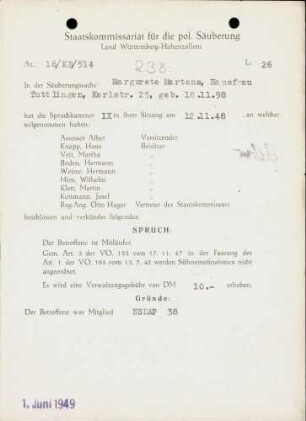 Staatskommissariat für die pol. Säuberung
Land Württemberg-Hohenzollern
Az: 16/KB/514
238.
L: 26
In der Säuberungssache: Margarete Martens, Hausfrau
Tuttlingen, Karlstr. 25, geb. 18.11.98
hat die Spruchkammer IX in ihrer Sitzung am 12.11.48 an welcher
teilgenommen haben:
Assessor Alber Vorsitzender
Knapp, Hans Beisitzer
Veit, Martha "
Boden, Hermann "
Weine, Hermann "
Hirn, Wilhelm "
Klett, Martin "
Kottmann, Josef "
Reg.Ang. Otto Hager Vertreter des Staatskommissars
beschlossen und verkündet folgenden
SPRUCH:
Der Betroffene ist Mitläufer
Gem. Art. 3 der VO. 133 vom 17. 11. 47 in der Fassung des
Art. 1 der VO. 165 vom 13. 7. 48 werden Sühnemaßnahmen nicht
angeordnet
Es wird eine Verwaltungsgebühr von DM 10.- erhoben.
Gründe:
Der Betroffene war Mitglied NSDAP 38
1. Juni 1949